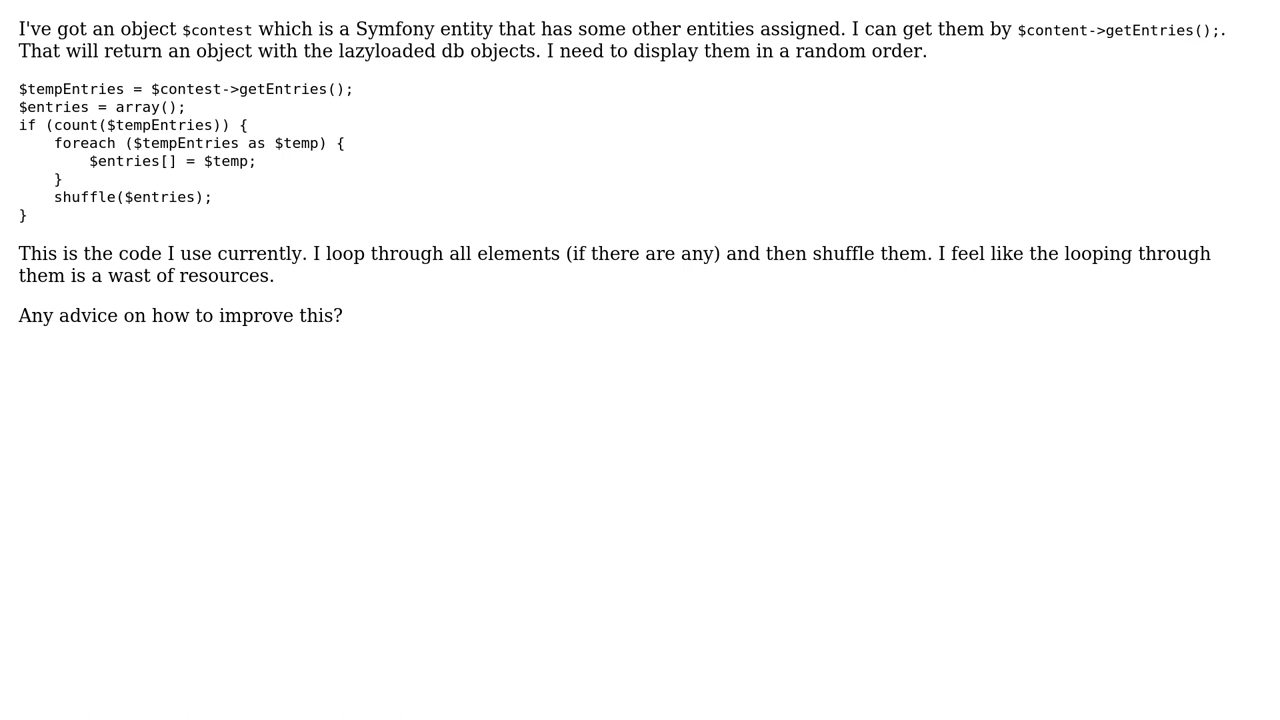 I've got an object $contest which is a Symfony entity that has some other entities assigned. I can get them by $content->getEntries();.
That will return an object with the lazyloaded db objects. I need to display them in a random order.
$tempEntries = $contest->getEntries();
$entries = array();
if (count($tempEntries)) {
    foreach ($tempEntries as $temp) {
        $entries[] = $temp;
    }
    shuffle($entries);
}
This is the code I use currently. I loop through all elements (if there are any) and then shuffle them. I feel like the looping through
them is a wast of resources.
Any advice on how to improve this?